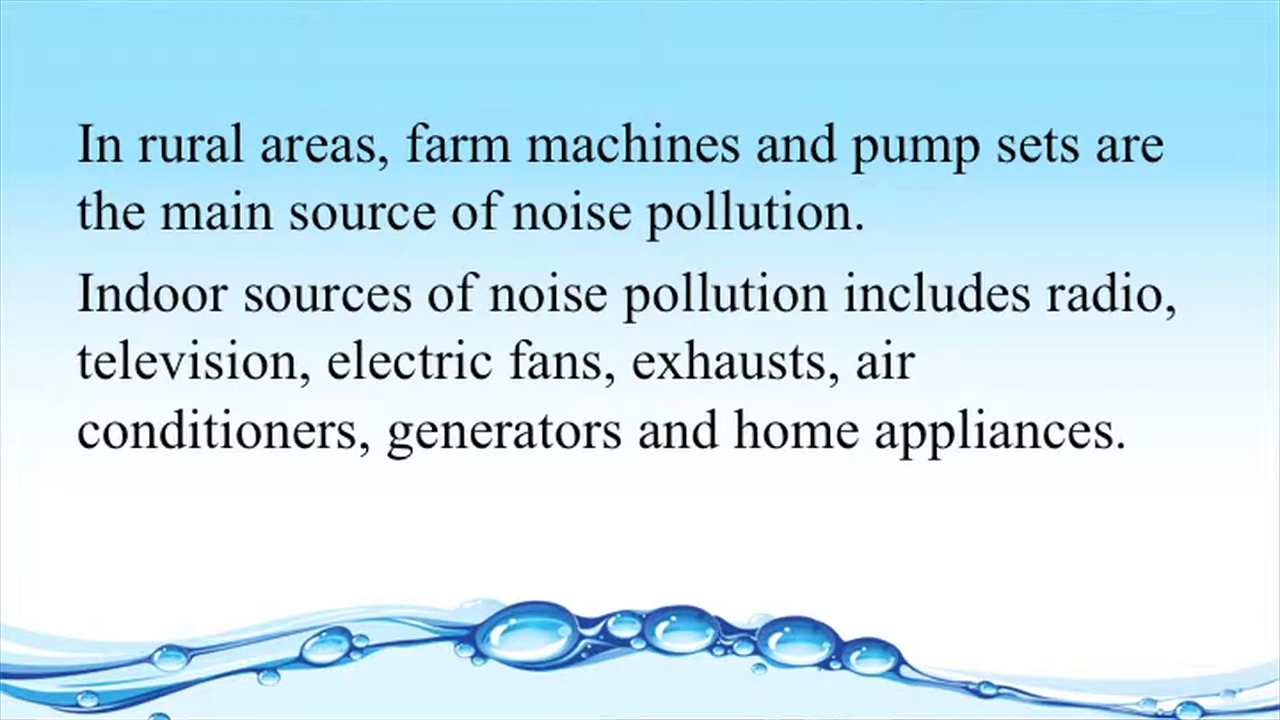 In rural areas, farm machines and pump sets are
the main source of noise pollution.
Indoor sources of noise pollution includes radio,
television, electric fans, exhausts, air
conditioners, generators and home appliances.